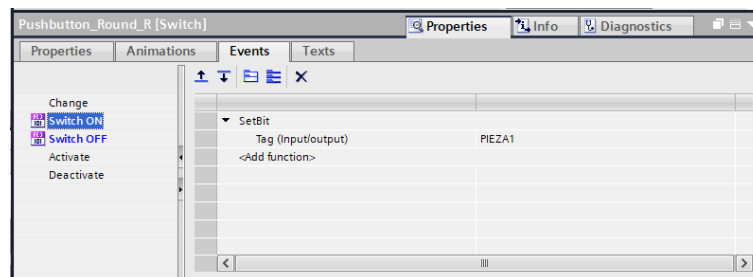 Pushbutton_Round_R [Switch]
Properties
Info
Diagnostics
Properties
Animations
Events
Texts
Change
Switch ON
Switch OFF
Activate
Deactivate
SetBit
Tag (Input/output)
PIEZA1
<Add function>